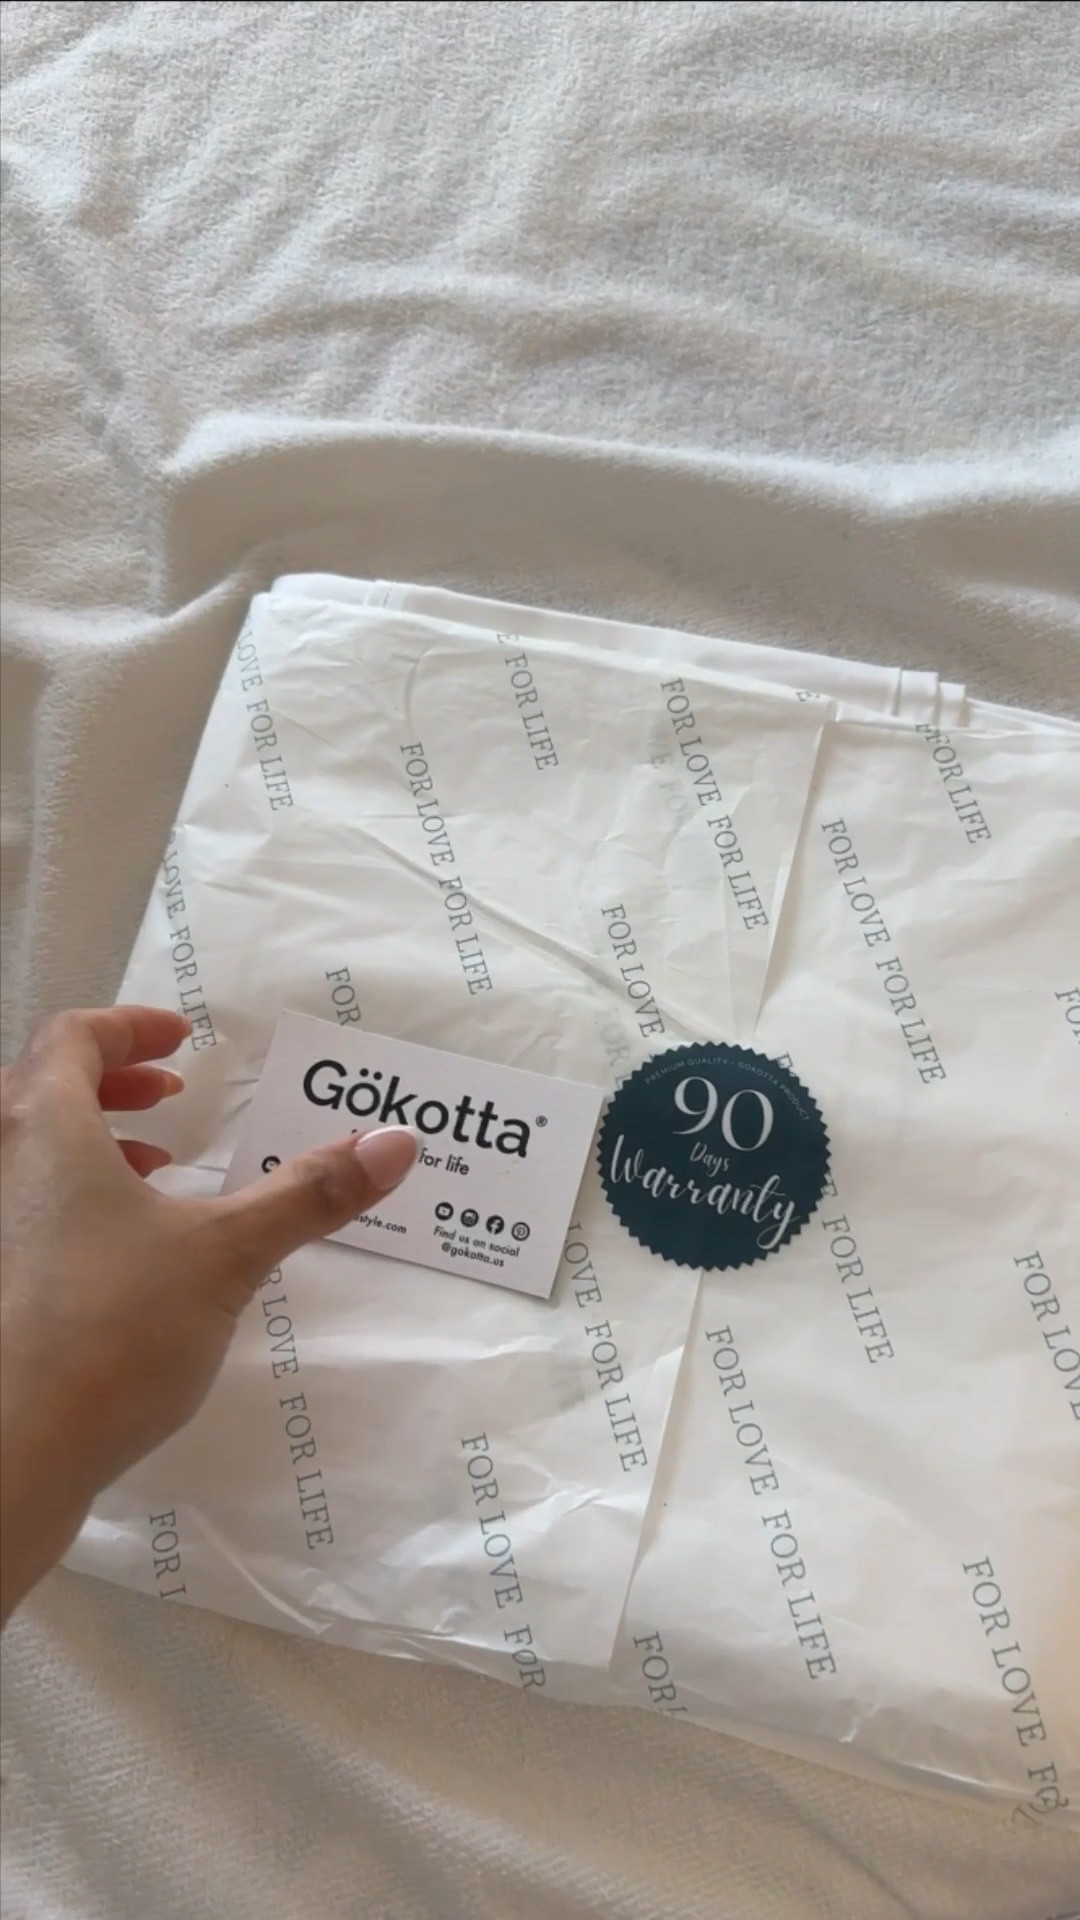 LOVE FOR LIFE
E FOR LIFE
FOR LOVE FOR LIFE
FOR LOVE FOR LIFE
FOR LIFE
FOR LOVE FOR LIFE
LOVE FOR LIFE
FOR LOVE
FOR
Gökotta®
for life
style.com
Find us on social
@gokotta.us
PREMIUM QUALITY - GOKOTTA PRODUCT
90
Days
Warranty
LOVE FOR LIFE
FOR LIFE
FOR LOVE
R LOVE FOR LIFE
FOR LOVE FOR LIFE
FOR LOVE FOR
FOR
FOR
FOR LOVE